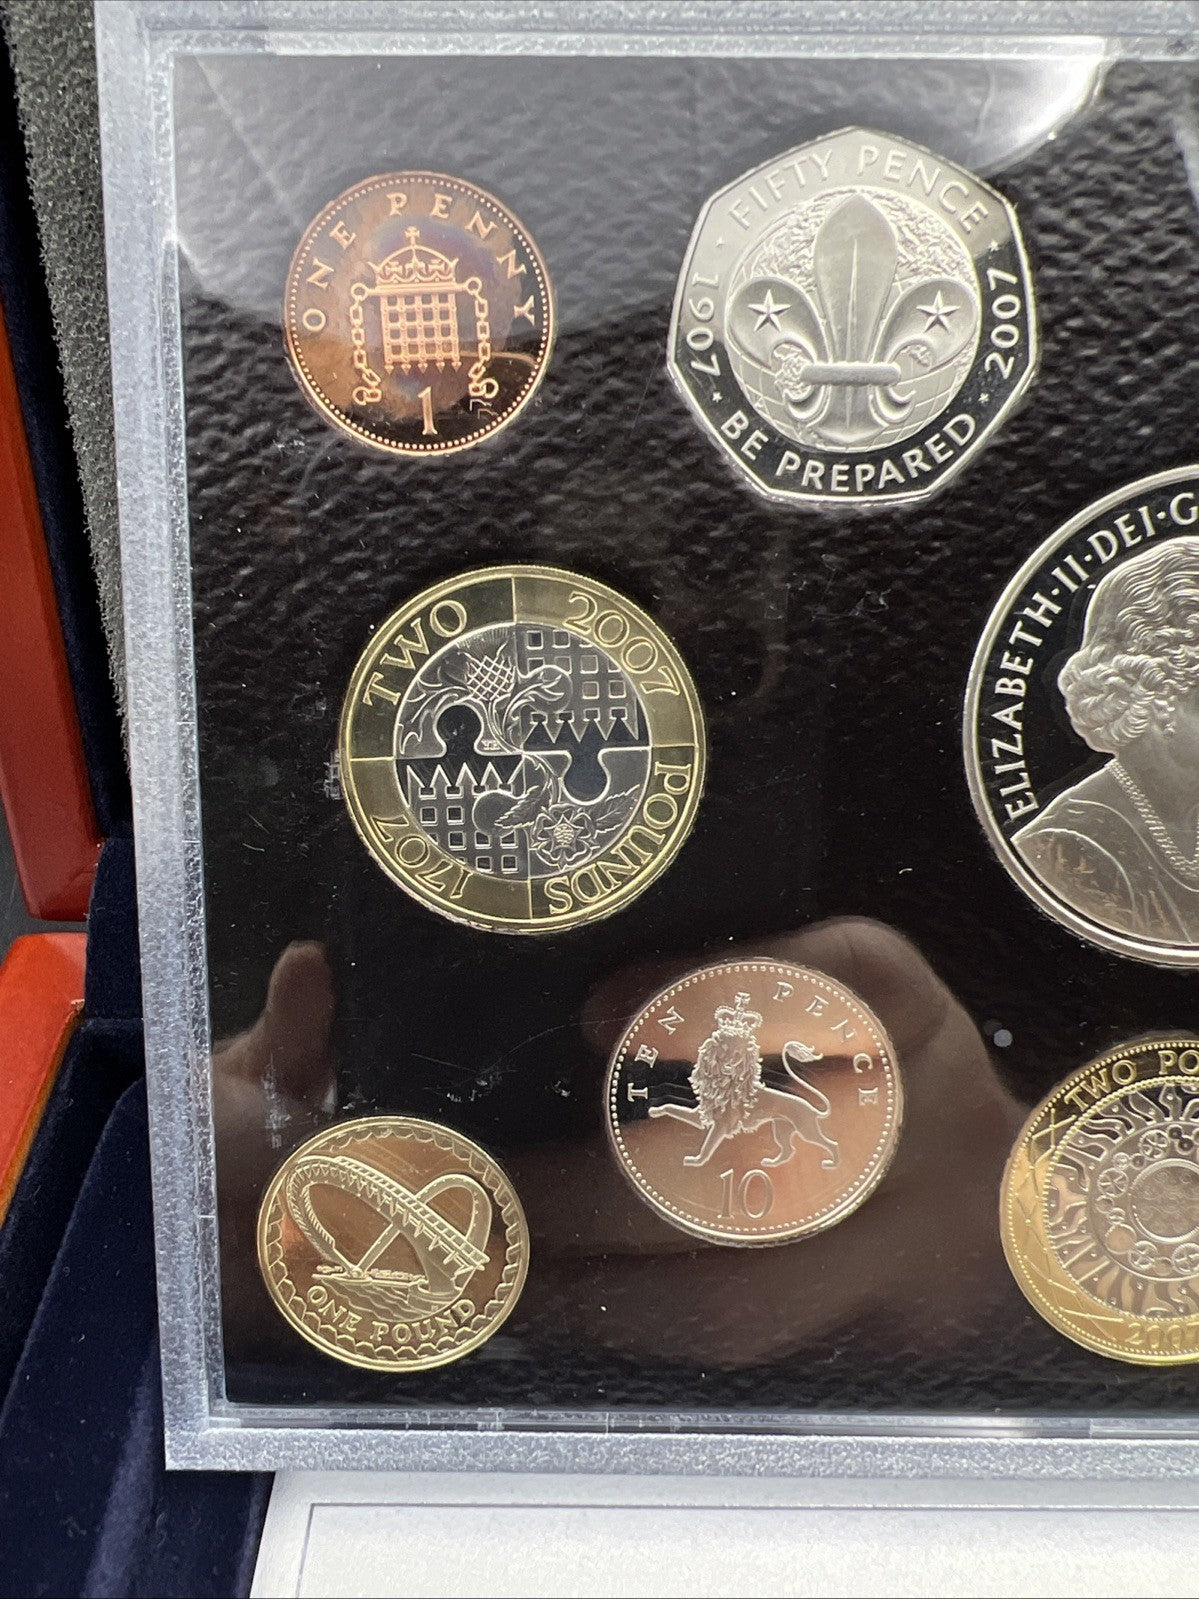 ONE PENNY
1
FIFTY PENCE
1907 · BE PREPARED · 2007
ELIZABETH·II·DEI·G
TWO
2007
POUNDS
1707
TEN PENCE
10
TWO PO
2007
ONE POUND